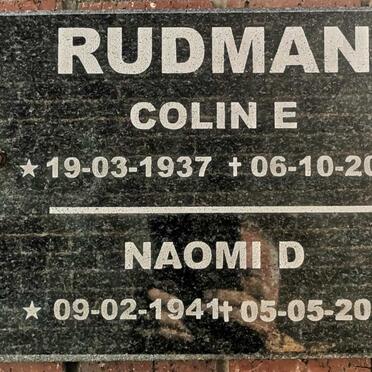 RUDMAN
COLIN E
★ 19-03-1937 ✝ 06-10-20
NAOMI D
★ 09-02-1941 ✝ 05-05-20